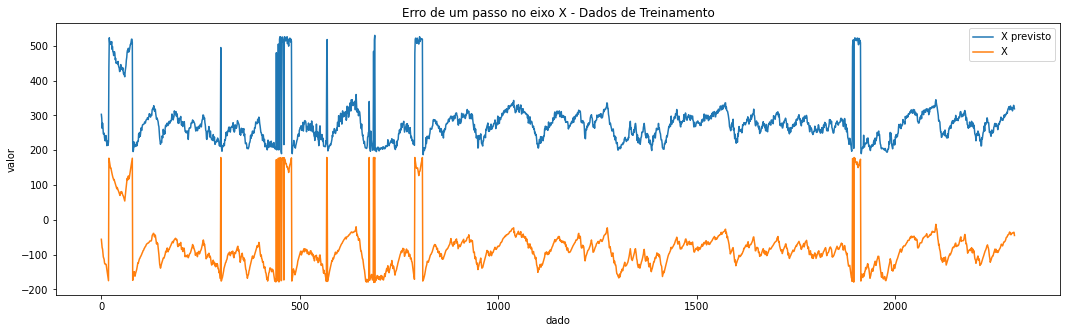 Erro de um passo no eixo X - Dados de Treinamento
X previsto
X
valor
500
400
300
200
100
0
−100
−200
0
500
1000
1500
2000
dado